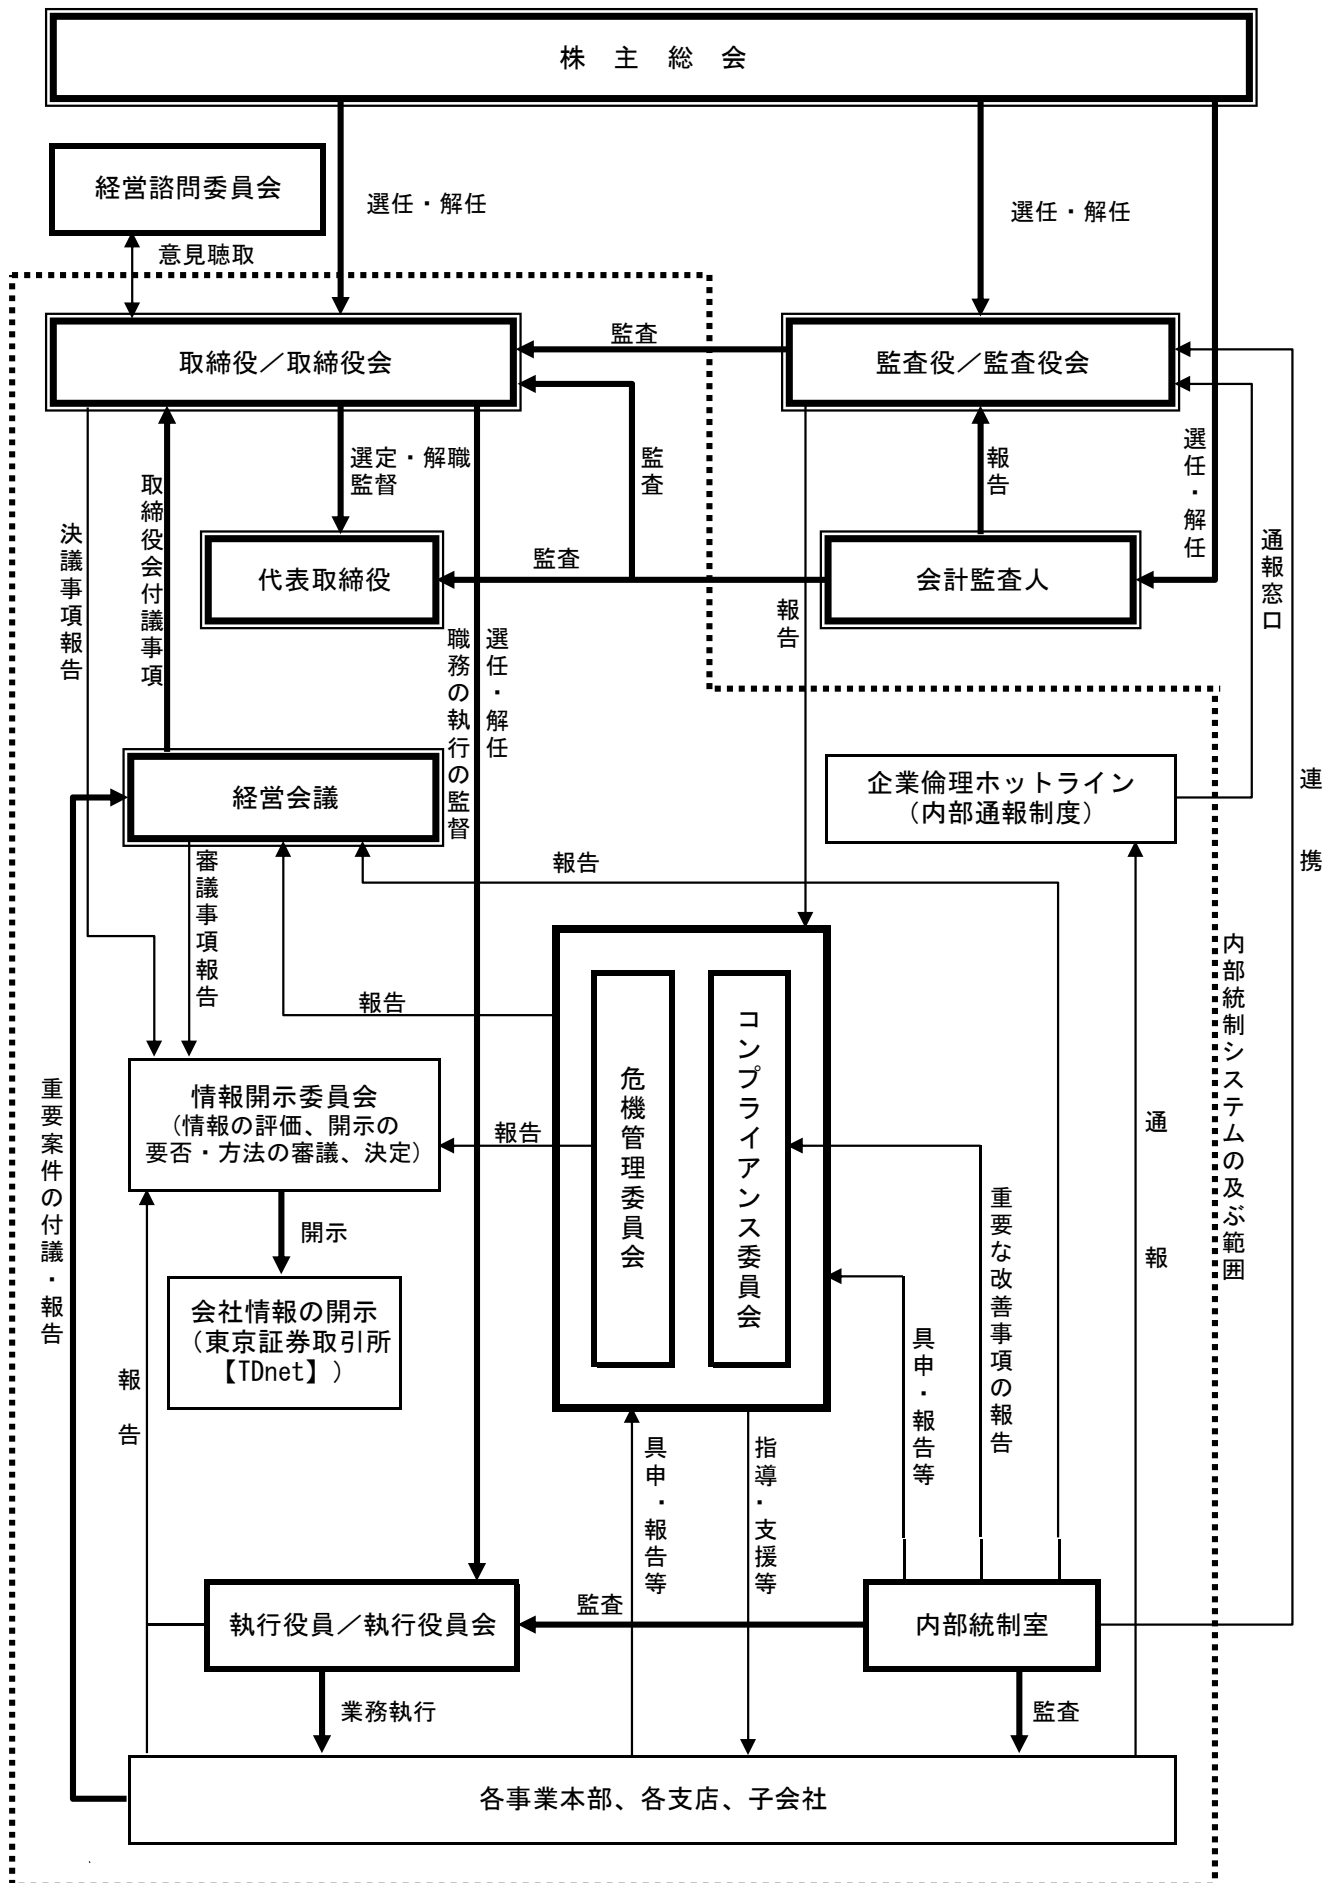 株　主　総　会
経営諮問委員会
選任・解任
選任・解任
意見聴取
取締役／取締役会
監査
監査役／監査役会
選定・解職
監督
監査
報告
選任・解任
取締役会付議事項
決議事項報告
代表取締役
監査
会計監査人
通報窓口
報告
職務の執行の監督
選任・解任
経営会議
企業倫理ホットライン
（内部通報制度）
連携
審議事項報告
報告
報告
内部統制システムの及ぶ範囲
危機管理委員会
コンプライアンス委員会
情報開示委員会
（情報の評価、開示の
要否・方法の審議、決定）
報告
重要案件の付議・報告
通報
重要な改善事項の報告
開示
会社情報の開示
（東京証券取引所
【TDnet】）
具申・報告等
報告
具申・報告等
指導・支援等
執行役員／執行役員会
監査
内部統制室
業務執行
監査
各事業本部、各支店、子会社